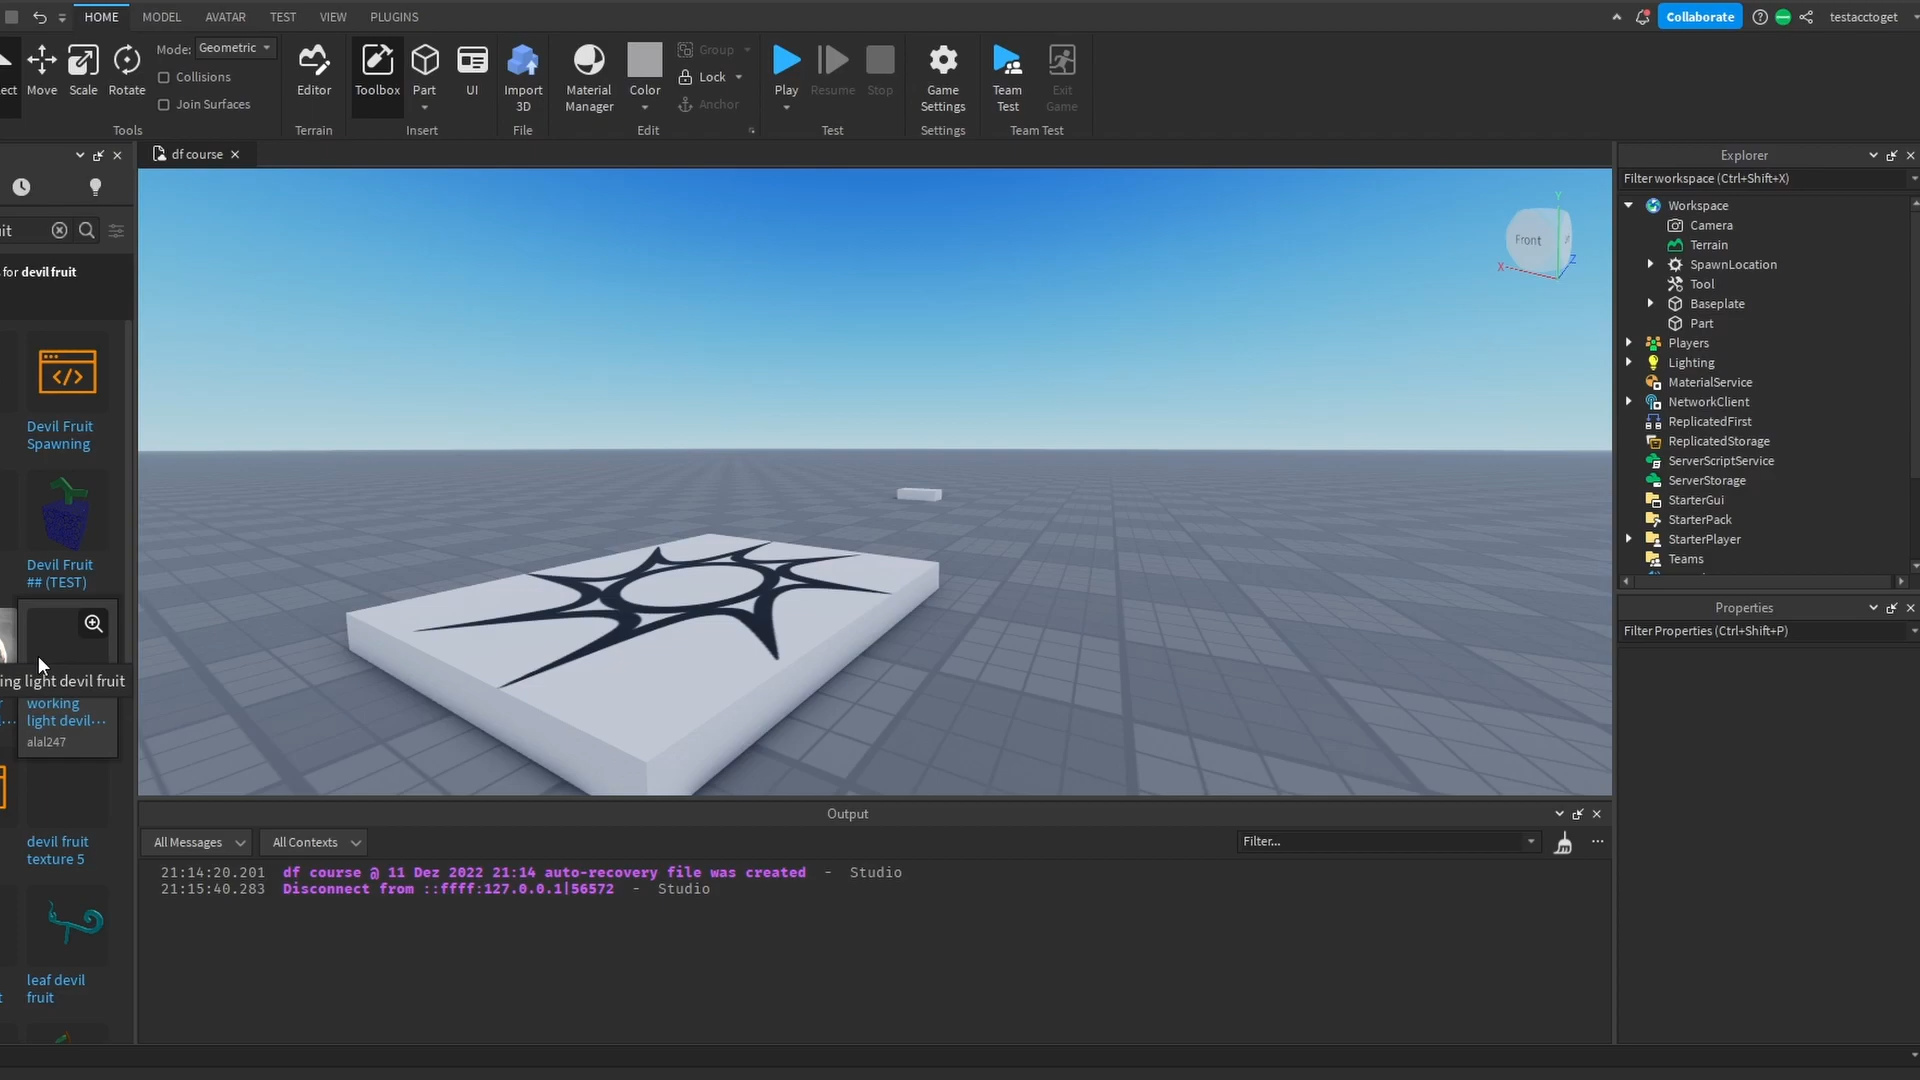 HOME MODEL AVATAR TEST VIEW PLUGINS
Collaborate
testacctoget
Move
Scale
Rotate
Mode: Geometric
Collisions
Join Surfaces
Tools
Editor
Terrain
Toolbox
Part
UI
Insert
Import
3D
File
Material
Manager
Color
Group
Lock
Anchor
Edit
Play
Resume
Stop
Test
Game
Settings
Settings
Team
Test
Exit
Game
Team Test
df course
for devil fruit
Devil Fruit
Spawning
Devil Fruit
## (TEST)
ing light devil fruit
working
light devil...
alal247
devil fruit
texture 5
leaf devil
fruit
Front
X
Y
Z
Output
All Messages
All Contexts
Filter...
21:14:20.201 df course @ 11 Dez 2022 21:14 auto-recovery file was created - Studio
21:15:40.283 Disconnect from ::ffff:127.0.0.1|56572 - Studio
Explorer
Filter workspace (Ctrl+Shift+X)
Workspace
Camera
Terrain
SpawnLocation
Tool
Baseplate
Part
Players
Lighting
MaterialService
NetworkClient
ReplicatedFirst
ReplicatedStorage
ServerScriptService
ServerStorage
StarterGui
StarterPack
StarterPlayer
Teams
Properties
Filter Properties (Ctrl+Shift+P)